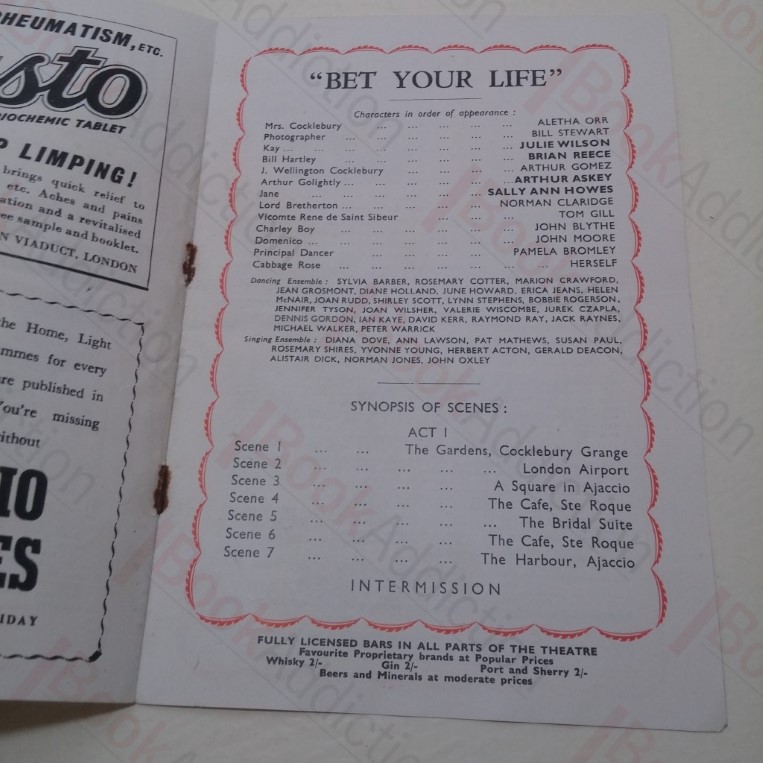 RHEUMATISM, ETC.
sto
BIOCHEMIC TABLET
P LIMPING!
brings quick relief to
etc. Aches and pains
ation and a revitalised
ee sample and booklet.
N VIADUCT, LONDON
the Home, Light
mmes for every
re published in
You're missing
ithout
IO
ES
IDAY
"BET YOUR LIFE"
Characters in order of appearance :
Mrs. Cocklebury ... ... ... ... ... ALETHA ORR
Photographer ... ... ... ... ... BILL STEWART
Kay ... ... ... ... ... ... JULIE WILSON
Bill Hartley ... ... ... ... ... BRIAN REECE
J. Wellington Cocklebury ... ... ... ... ARTHUR GOMEZ
Arthur Golightly ... ... ... ... ... ARTHUR ASKEY
Jane ... ... ... ... ... ... SALLY ANN HOWES
Lord Bretherton ... ... ... ... ... NORMAN CLARIDGE
Vicomte Rene de Saint Sibeur ... ... ... TOM GILL
Charley Boy ... ... ... ... ... JOHN BLYTHE
Domenico ... ... ... ... ... ... JOHN MOORE
Principal Dancer ... ... ... ... ... PAMELA BROMLEY
Cabbage Rose ... ... ... ... ... ... HERSELF
Dancing Ensemble : SYLVIA BARBER, ROSEMARY COTTER, MARION CRAWFORD,
JEAN GROSMONT, DIANE HOLLAND, JUNE HOWARD, ERICA JEANS, HELEN
McNAIR, JOAN RUDD, SHIRLEY SCOTT, LYNN STEPHENS, BOBBIE ROGERSON,
JENNIFER TYSON, JOAN WILSHER, VALERIE WISCOMBE, JUREK CZAPLA,
DENNIS GORDON, IAN KAYE, DAVID KERR, RAYMOND RAY, JACK RAYNES,
MICHAEL WALKER, PETER WARRICK
Singing Ensemble : DIANA DOVE, ANN LAWSON, PAT MATHEWS, SUSAN PAUL,
ROSEMARY SHIRES, YVONNE YOUNG, HERBERT ACTON, GERALD DEACON,
ALISTAIR DICK, NORMAN JONES, JOHN OXLEY
SYNOPSIS OF SCENES :
ACT I
Scene 1 ... ... ... The Gardens, Cocklebury Grange
Scene 2 ... ... ... ... ... London Airport
Scene 3 ... ... ... ... A Square in Ajaccio
Scene 4 ... ... ... ... The Cafe, Ste Roque
Scene 5 ... ... ... ... ... The Bridal Suite
Scene 6 ... ... ... ... The Cafe, Ste Roque
Scene 7 ... ... ... ... The Harbour, Ajaccio
INTERMISSION
FULLY LICENSED BARS IN ALL PARTS OF THE THEATRE
Favourite Proprietary brands at Popular Prices
Whisky 2/- Gin 2/- Port and Sherry 2/-
Beers and Minerals at moderate prices
BookAddiction